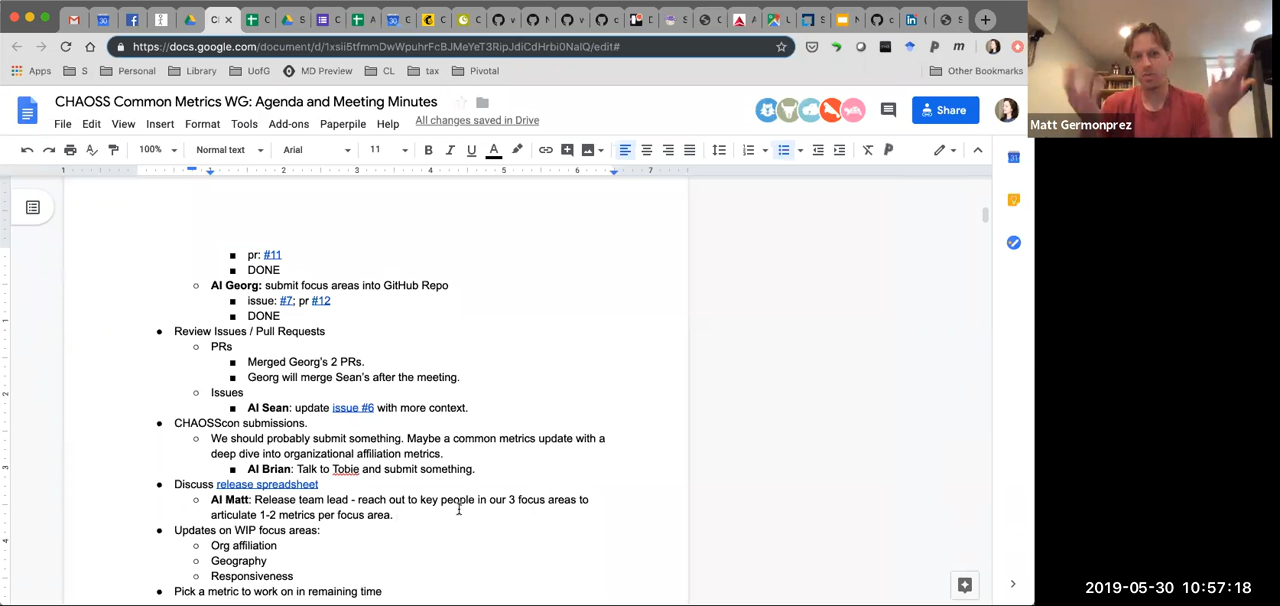 https://docs.google.com/document/d/1xsii5tfmmDwWpuhrFcBJMeYeT3RipJdiCdHrbi0NaIQ/edit#
Apps S Personal Library UofG MD Preview CL tax Pivotal Other Bookmarks
CHAOSS Common Metrics WG: Agenda and Meeting Minutes
File Edit View Insert Format Tools Add-ons Paperpile Help All changes saved in Drive
Share
Matt Germonprez
100% Normal text Arial 11 B I U A
1 2 3 4 5 6 7
pr: #11
DONE
AI Georg: submit focus areas into GitHub Repo
issue: #7; pr #12
DONE
Review Issues / Pull Requests
PRs
Merged Georg's 2 PRs.
Georg will merge Sean's after the meeting.
Issues
AI Sean: update issue #6 with more context.
CHAOSScon submissions.
We should probably submit something. Maybe a common metrics update with a
deep dive into organizational affiliation metrics.
AI Brian: Talk to Tobie and submit something.
Discuss release spreadsheet
AI Matt: Release team lead - reach out to key people in our 3 focus areas to
articulate 1-2 metrics per focus area.
Updates on WIP focus areas:
Org affiliation
Geography
Responsiveness
Pick a metric to work on in remaining time
2019-05-30 10:57:18